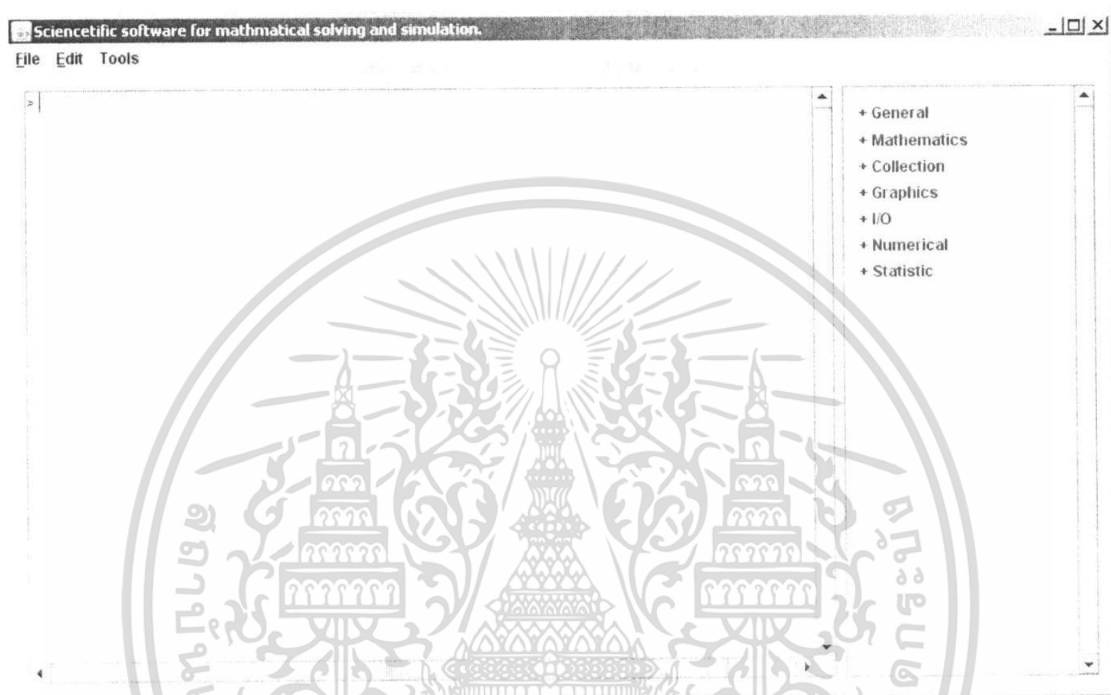 Sciencetific software for mathmatical solving and simulation.
File Edit Tools
>
+ General
+ Mathematics
+ Collection
+ Graphics
+ I/O
+ Numerical
+ Statistic